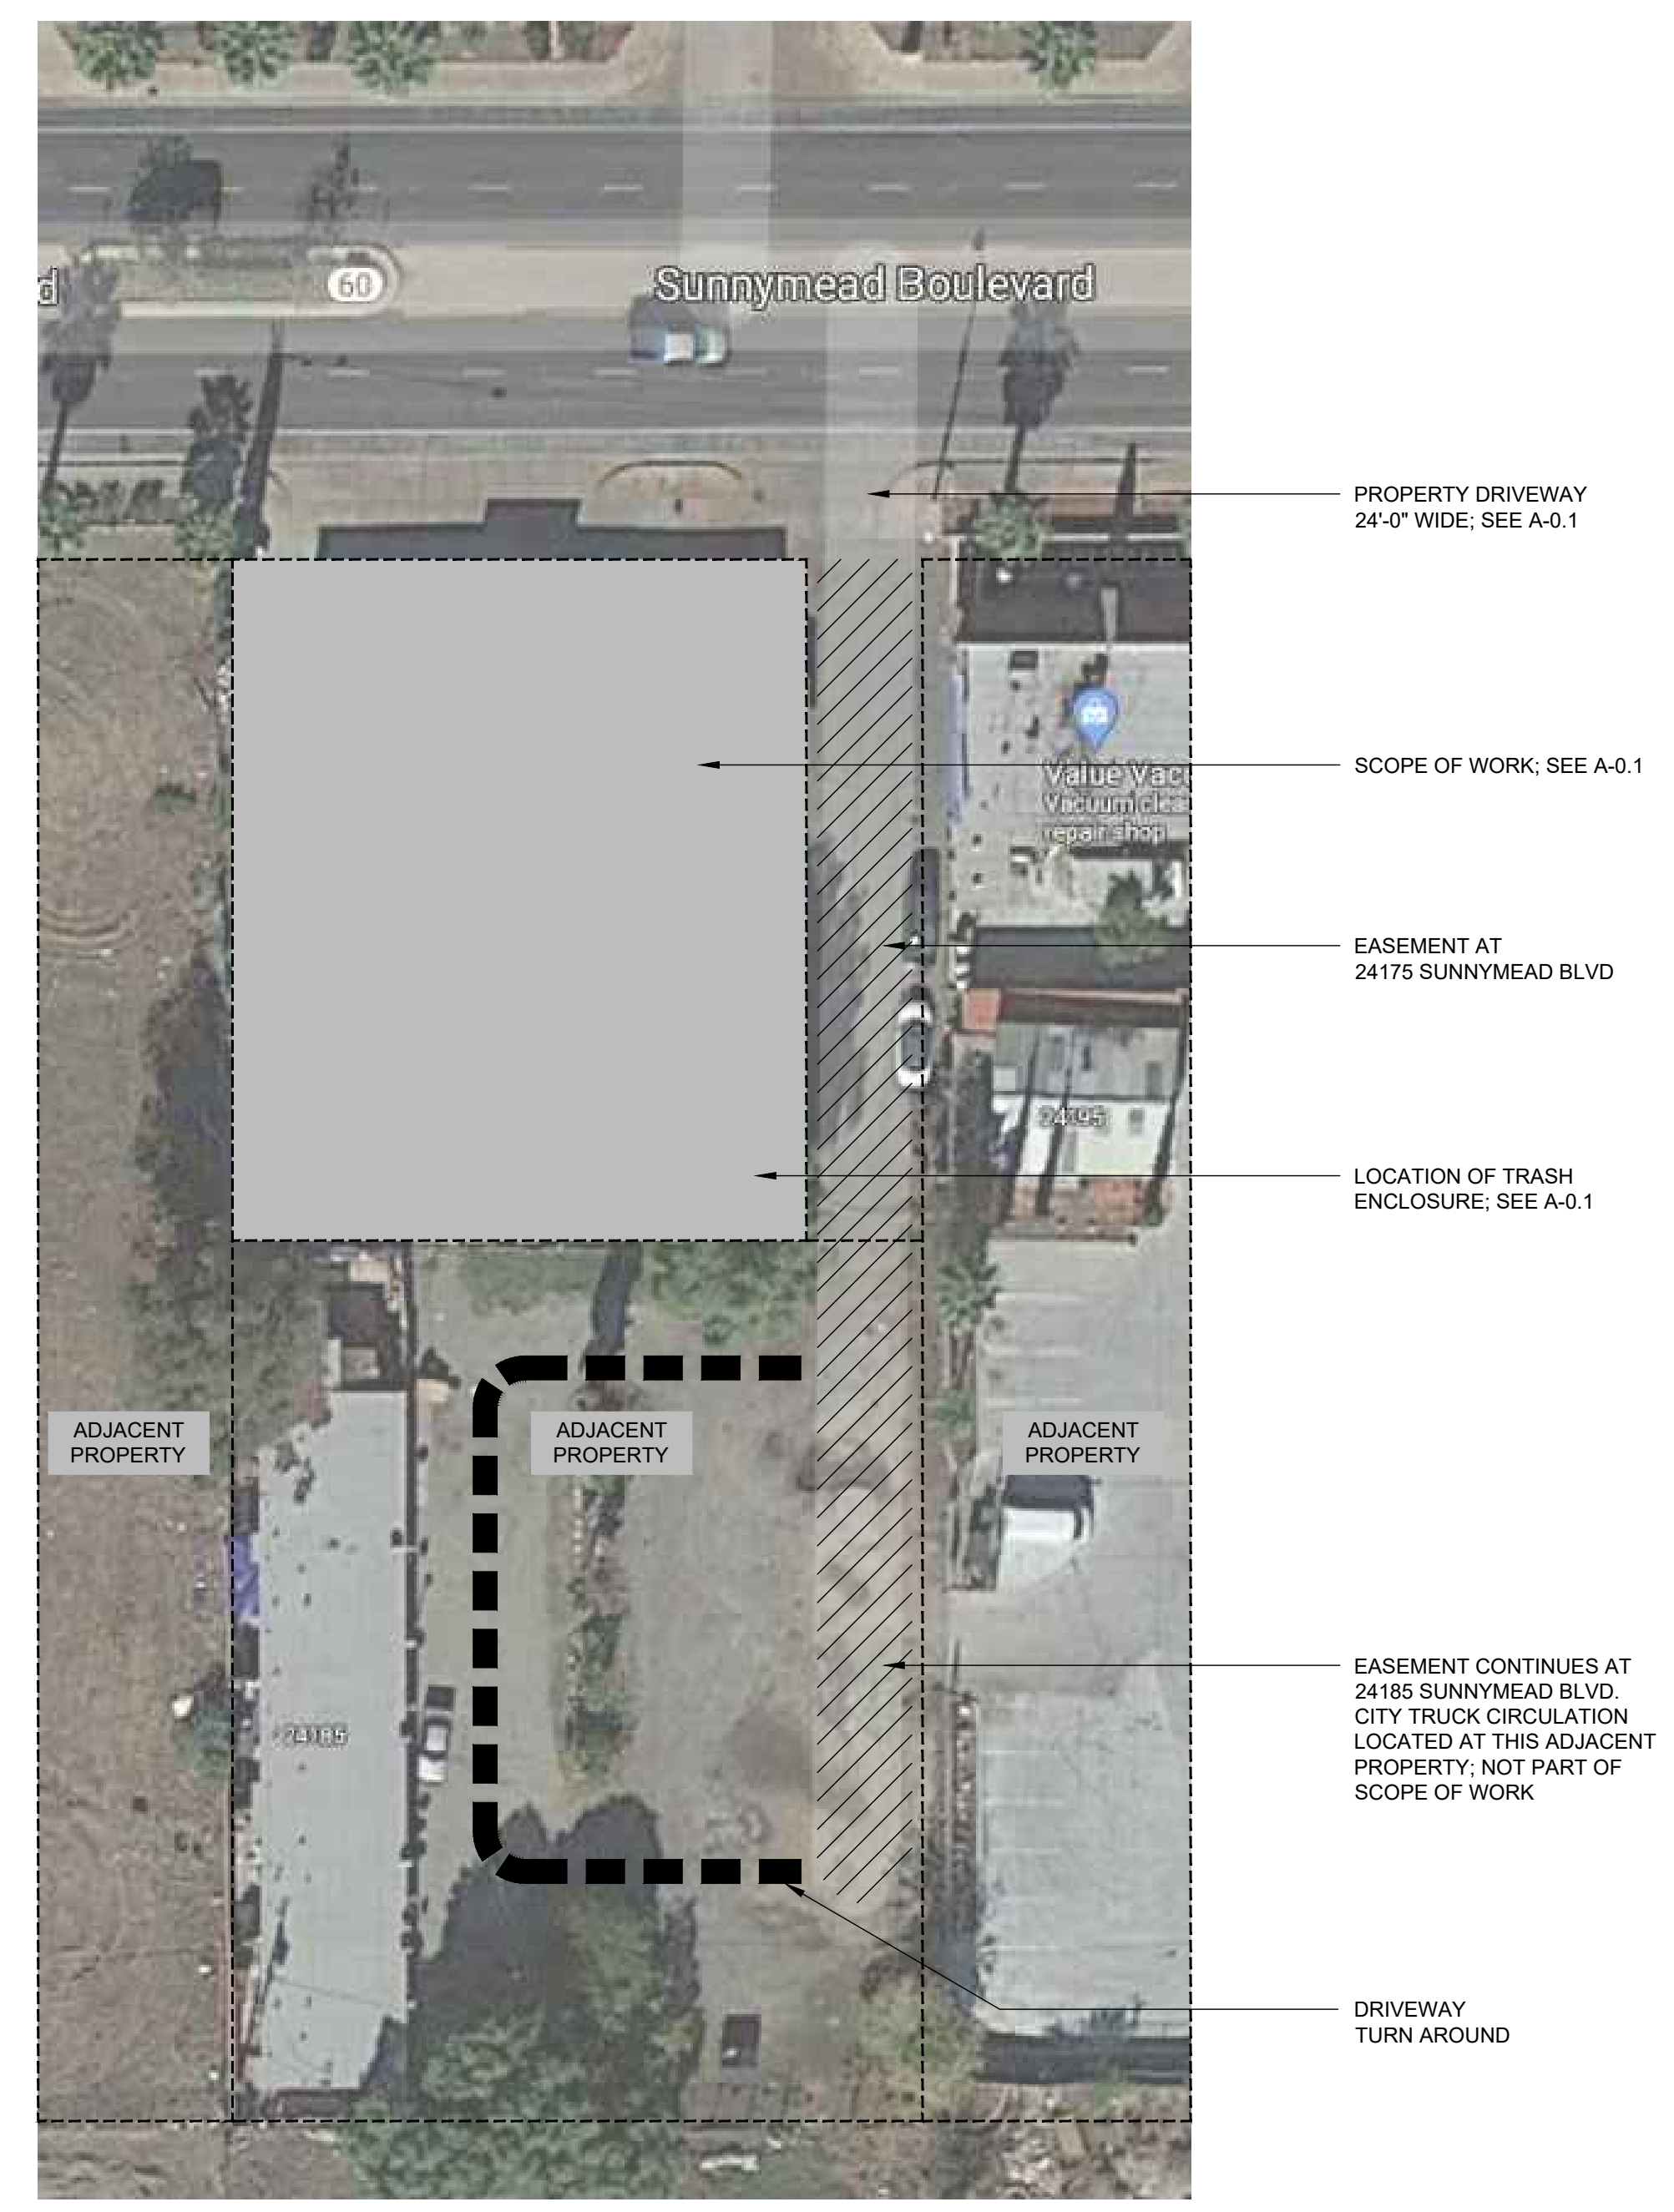 d
60
Sunnymead Boulevard
PROPERTY DRIVEWAY
24'-0" WIDE; SEE A-0.1
SCOPE OF WORK; SEE A-0.1
Value Vac
Vacuum clea
repair shop
EASEMENT AT
24175 SUNNYMEAD BLVD
24195
LOCATION OF TRASH
ENCLOSURE; SEE A-0.1
ADJACENT
PROPERTY
ADJACENT
PROPERTY
ADJACENT
PROPERTY
EASEMENT CONTINUES AT
24185 SUNNYMEAD BLVD.
CITY TRUCK CIRCULATION
LOCATED AT THIS ADJACENT
PROPERTY; NOT PART OF
SCOPE OF WORK
24185
DRIVEWAY
TURN AROUND